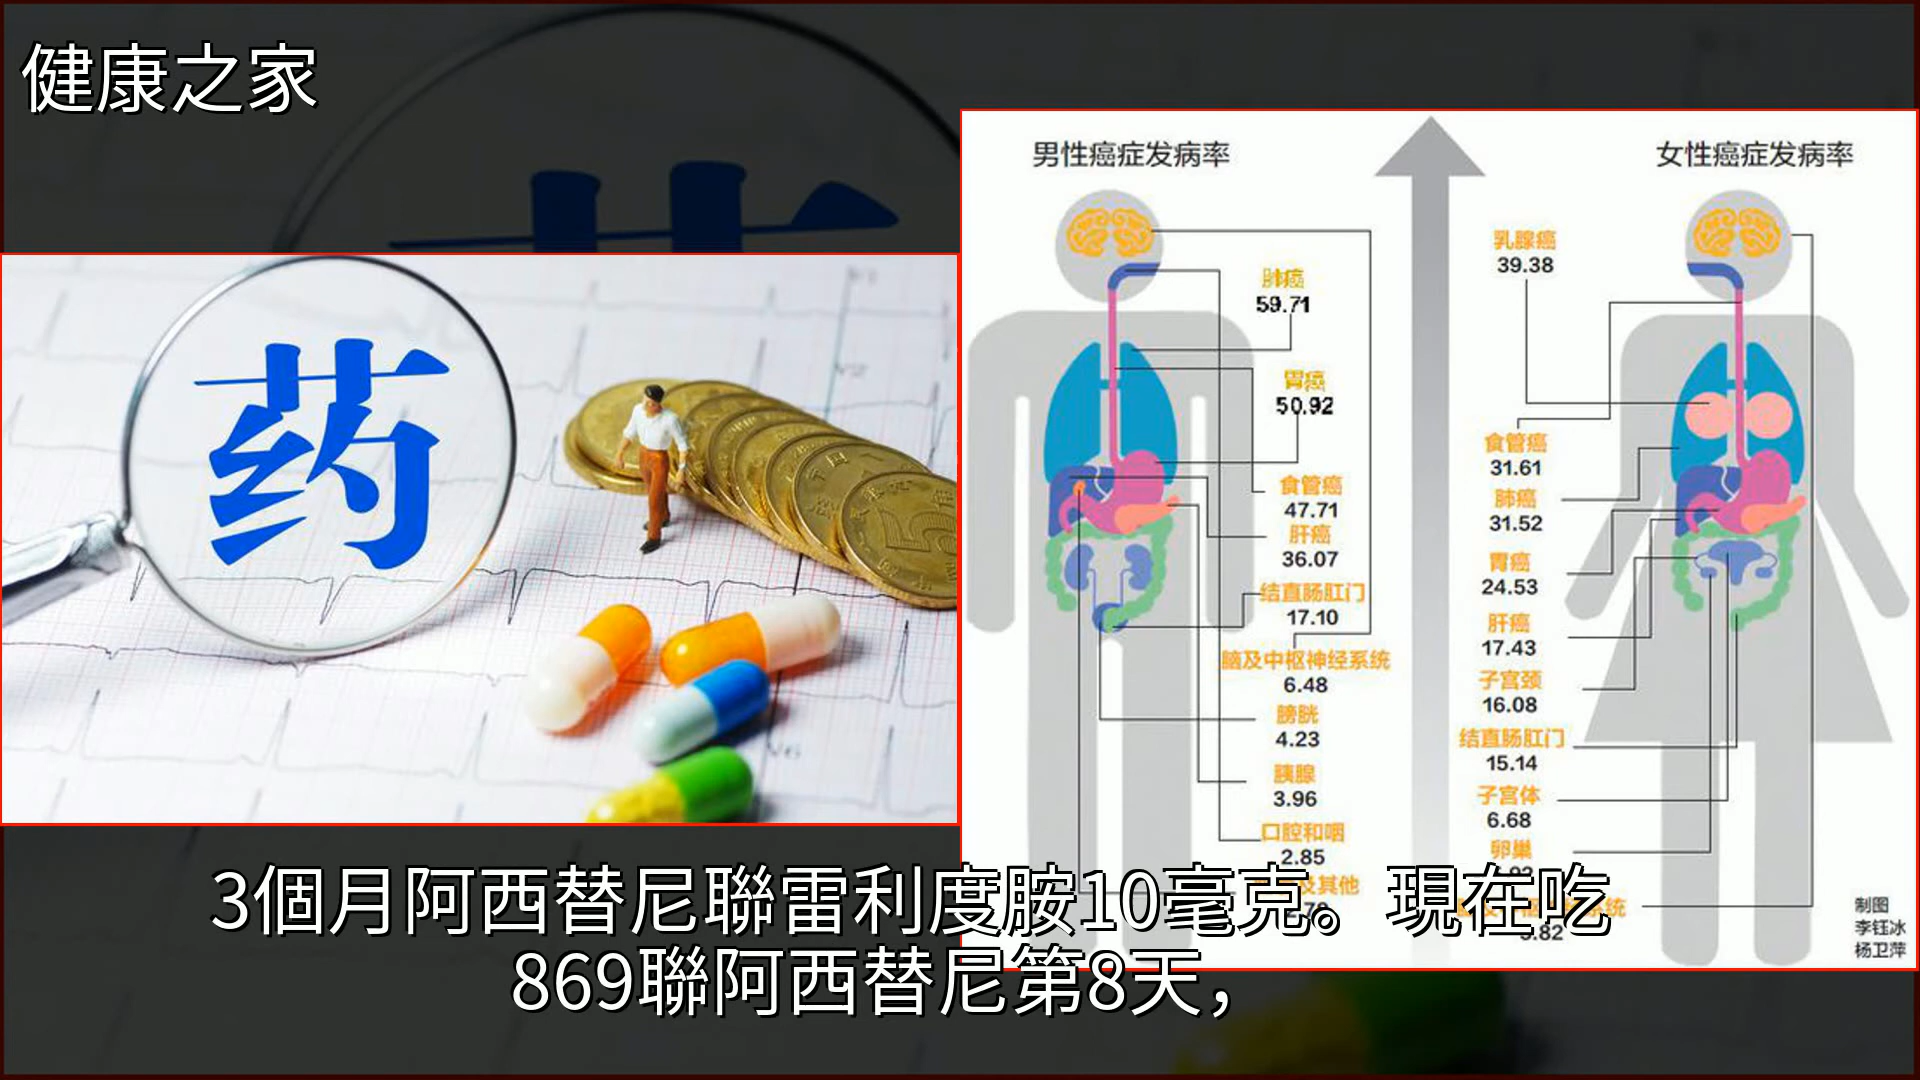 健康之家
药
男性癌症发病率
女性癌症发病率
肺癌
59.71
胃癌
50.92
食管癌
47.71
肝癌
36.07
结直肠肛门
17.10
脑及中枢神经系统
6.48
膀胱
4.23
胰腺
3.96
口腔和咽
2.85
及其他
乳腺癌
39.38
食管癌
31.61
肺癌
31.52
胃癌
24.53
肝癌
17.43
子宫颈
16.08
结直肠肛门
15.14
子宫体
6.68
卵巢
制图
李钰冰
杨卫萍
3個月阿西替尼聯雷利度胺10毫克。現在吃
869聯阿西替尼第8天，